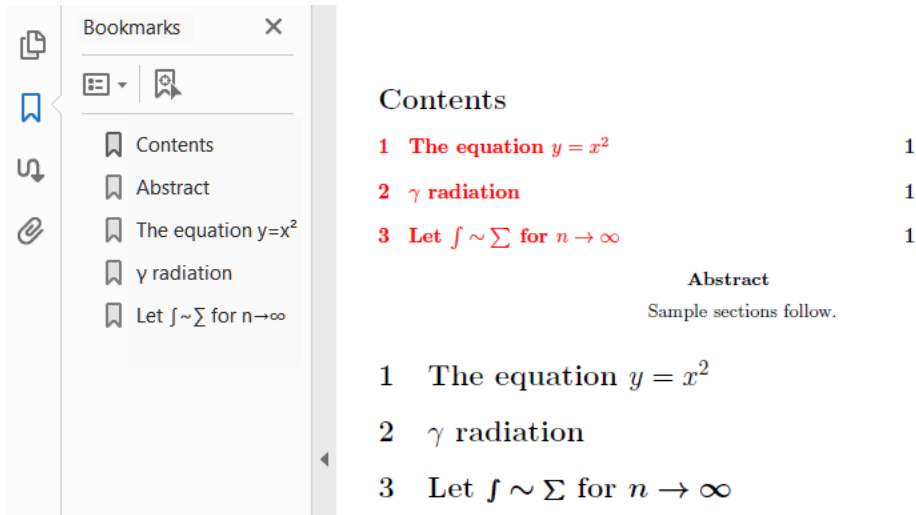 Bookmarks
Contents
Abstract
The equation y=x²
γ radiation
Let ∫~∑ for n→∞
Contents
1 The equation y = x² 1
2 γ radiation 1
3 Let ∫ ∼ ∑ for n → ∞ 1
Abstract
Sample sections follow.
1 The equation y = x²
2 γ radiation
3 Let ∫ ∼ Σ for n → ∞